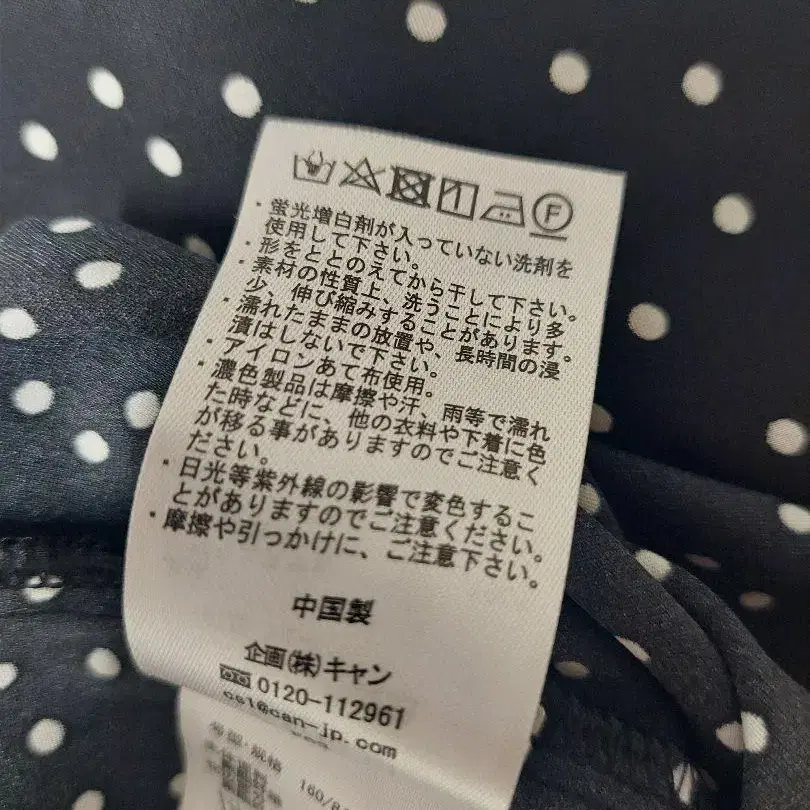 F
・蛍光増白剤が入っていない洗剤を
使用して下さい。
・形をととのえてから干して下さい。
・素材の性質上、洗うことにより多
少、伸び縮みすることがあります。
・濡れたままの放置や、長時間の浸
漬はしないで下さい。
・アイロンあて布使用。
・濃色製品は摩擦や汗、雨等で濡れ
た時などに、他の衣料や下着に色
が移る事がありますのでご注意く
ださい。
・日光等紫外線の影響で変色するこ
とがありますのでご注意ください。
・摩擦や引っかけに、ご注意下さい。
中国製
企画(株)キャン
0120-112961
cs1@can-jp.com
160/8